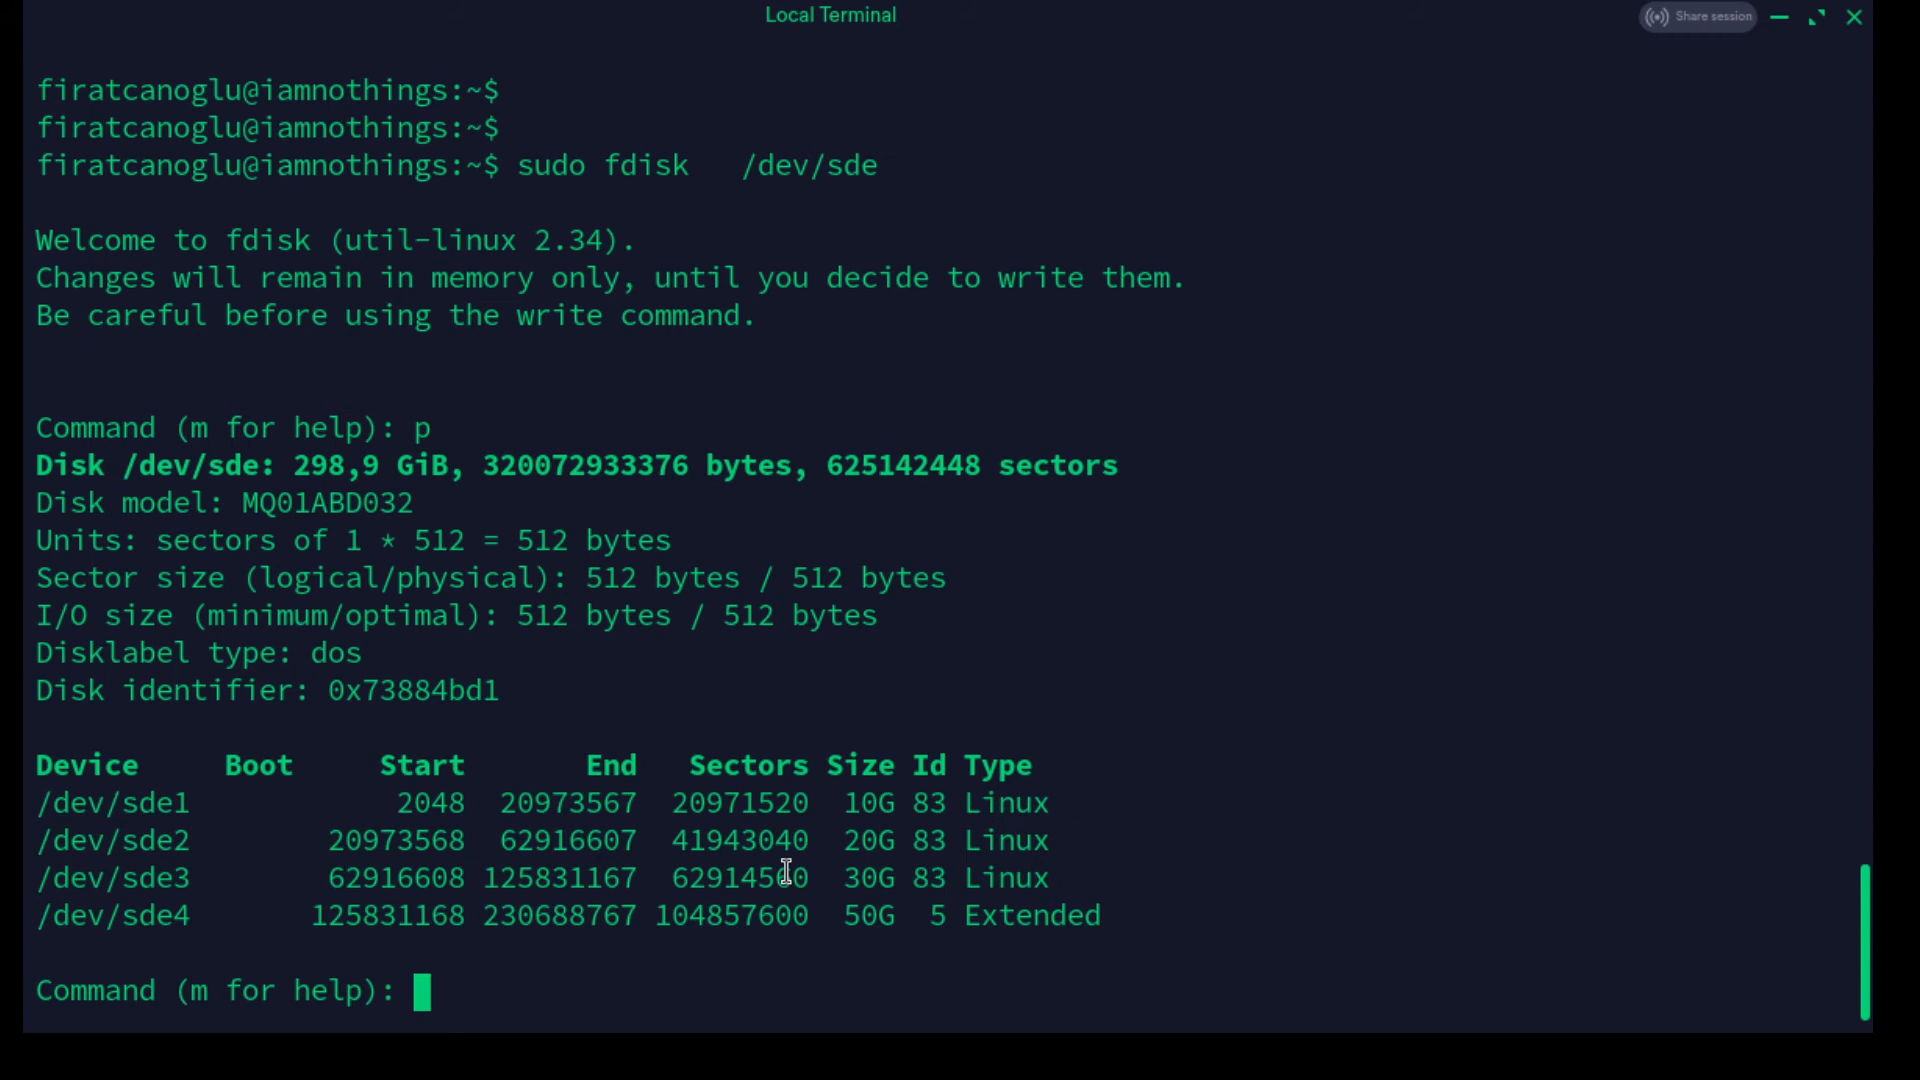 Local Terminal
Share session
firatcanoglu@iamnothings:~$
firatcanoglu@iamnothings:~$
firatcanoglu@iamnothings:~$ sudo fdisk   /dev/sde
Welcome to fdisk (util-linux 2.34).
Changes will remain in memory only, until you decide to write them.
Be careful before using the write command.
Command (m for help): p
Disk /dev/sde: 298,9 GiB, 320072933376 bytes, 625142448 sectors
Disk model: MQ01ABD032
Units: sectors of 1 * 512 = 512 bytes
Sector size (logical/physical): 512 bytes / 512 bytes
I/O size (minimum/optimal): 512 bytes / 512 bytes
Disklabel type: dos
Disk identifier: 0x73884bd1
Device     Boot     Start       End   Sectors Size Id Type
/dev/sde1            2048  20973567  20971520  10G 83 Linux
/dev/sde2        20973568  62916607  41943040  20G 83 Linux
/dev/sde3        62916608 125831167  62914560  30G 83 Linux
/dev/sde4       125831168 230688767 104857600  50G  5 Extended
Command (m for help):